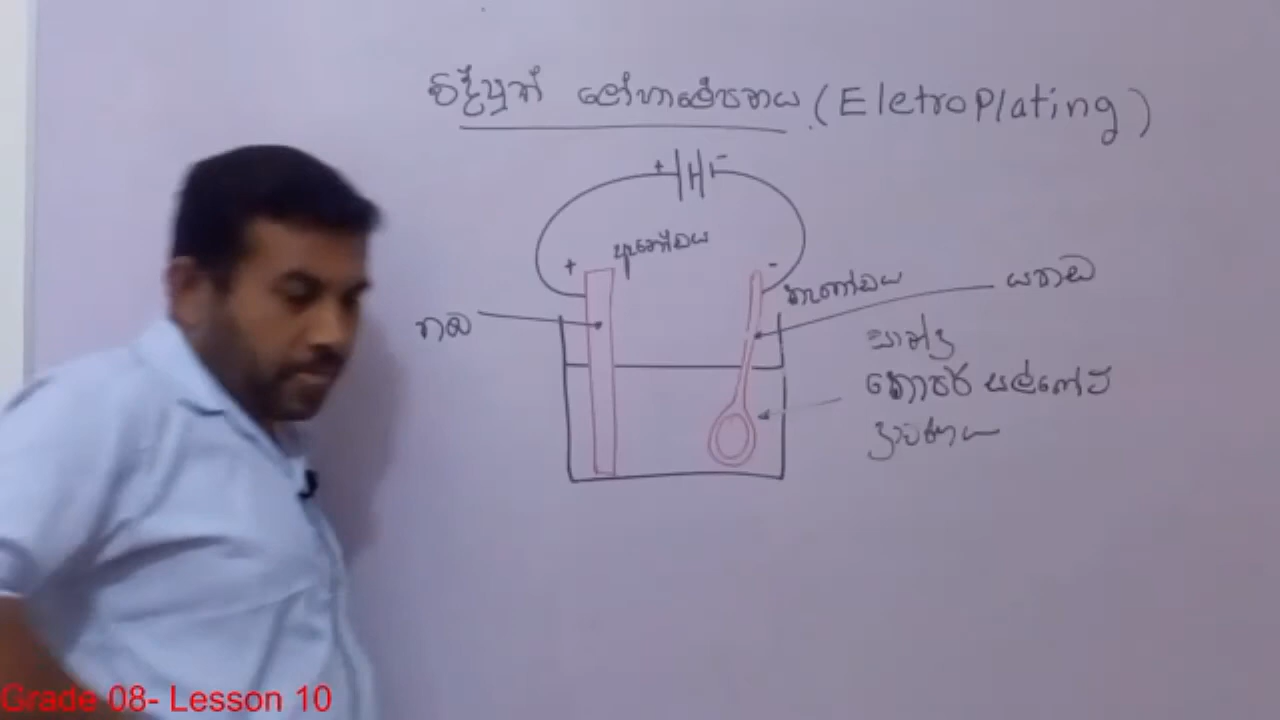 විද්යුත් ලෝහාලේපනය (EletroPlating)
+ -
+ ඇනෝඩය -
කැතෝඩය යකඩ
තඹ
සාන්ද්‍ර
කොපර් සල්ෆේට්
ද්‍රාවණය
Grade 08- Lesson 10